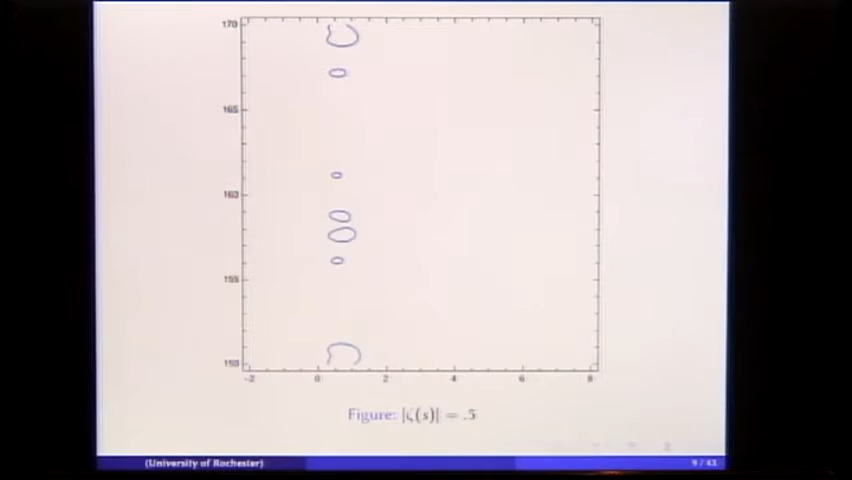 170
165
160
155
150
-2 0 2 4 6 8
Figure: |ζ(s)| = .5
(University of Rochester)
9 / 43